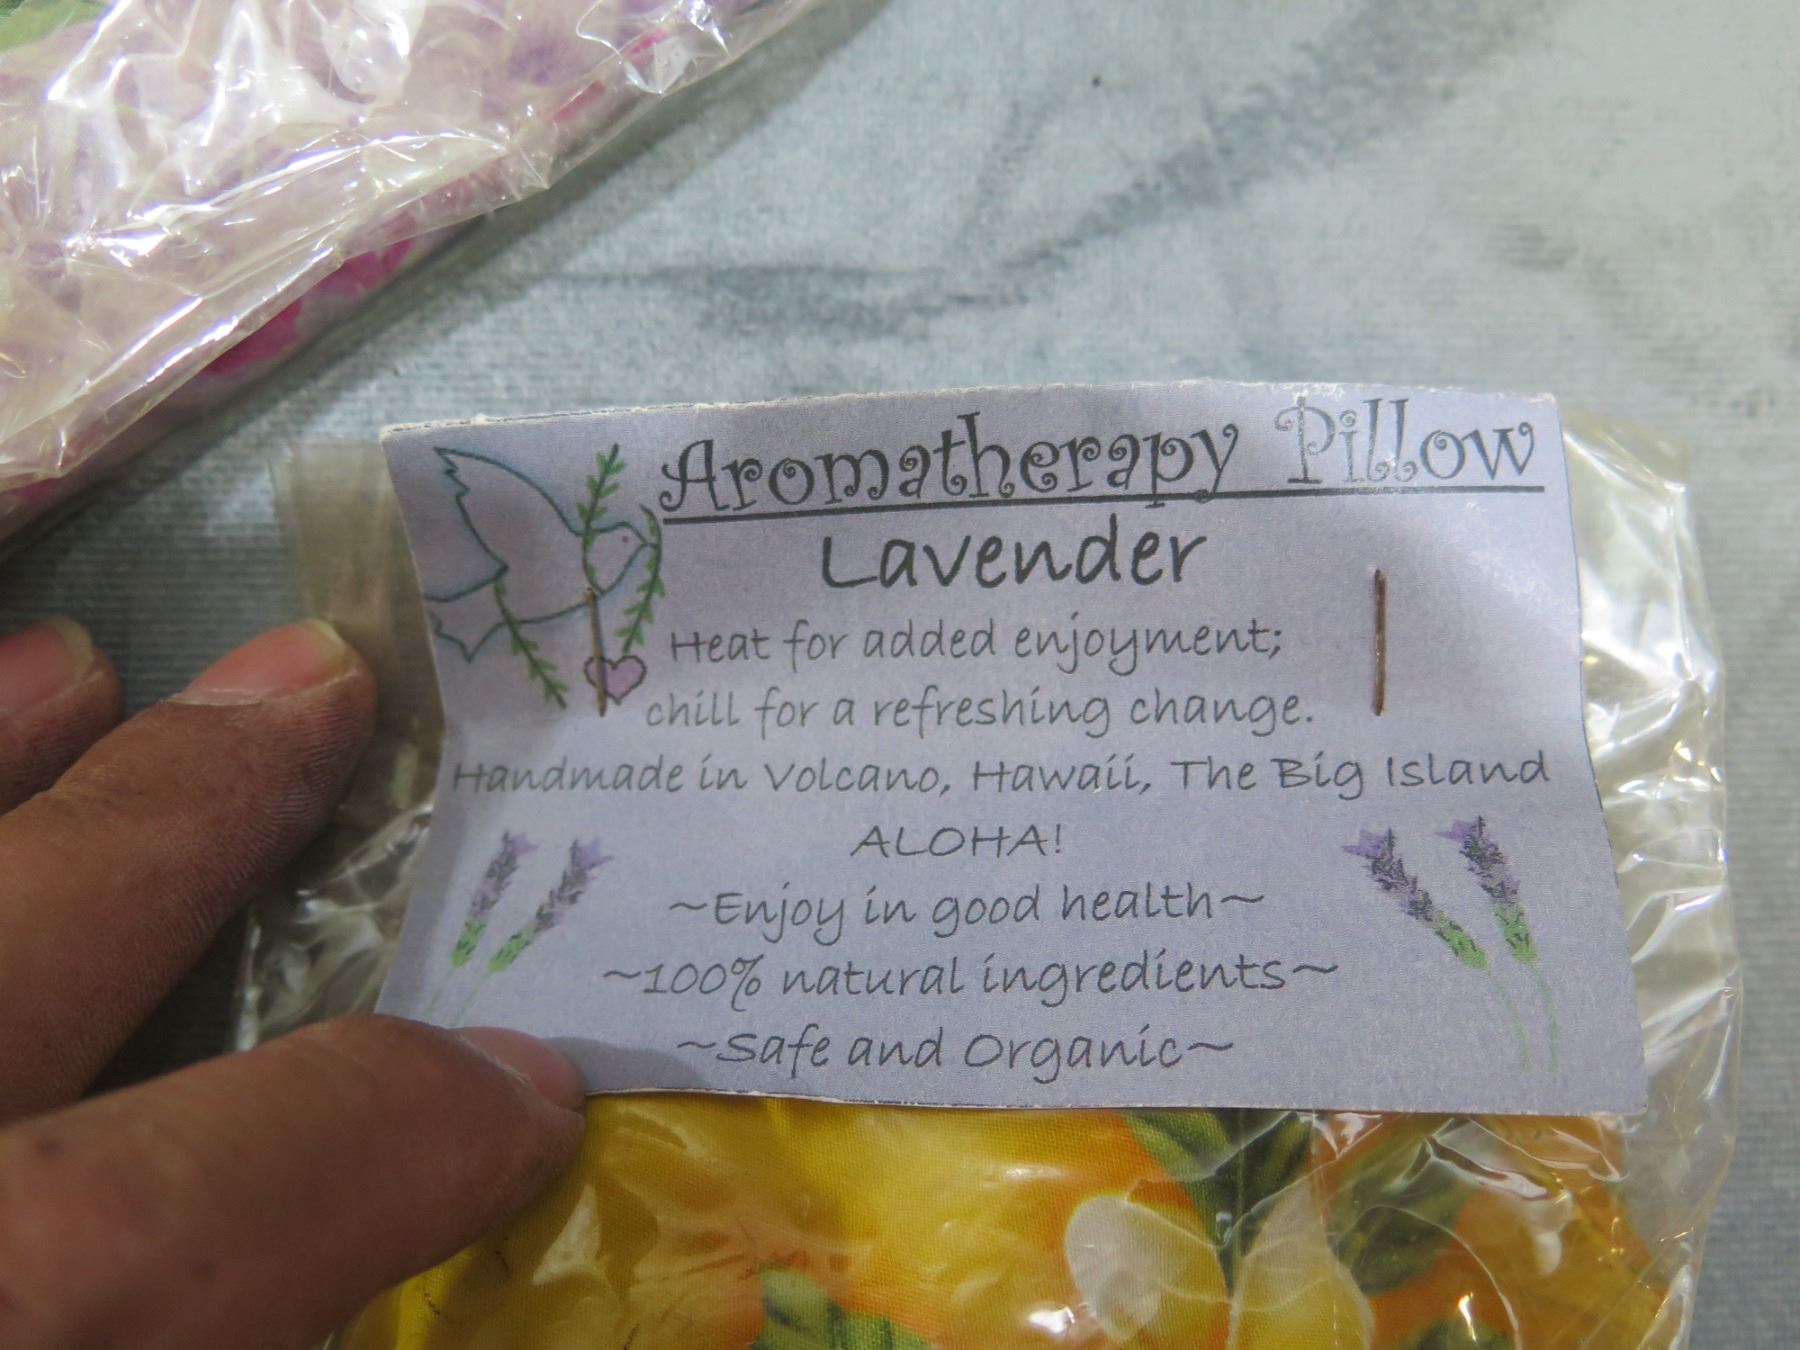 Aromatherapy Pillow
Lavender
Heat for added enjoyment;
chill for a refreshing change.
Handmade in Volcano, Hawaii, The Big Island
ALOHA!
~Enjoy in good health~
~100% natural ingredients~
~Safe and Organic~